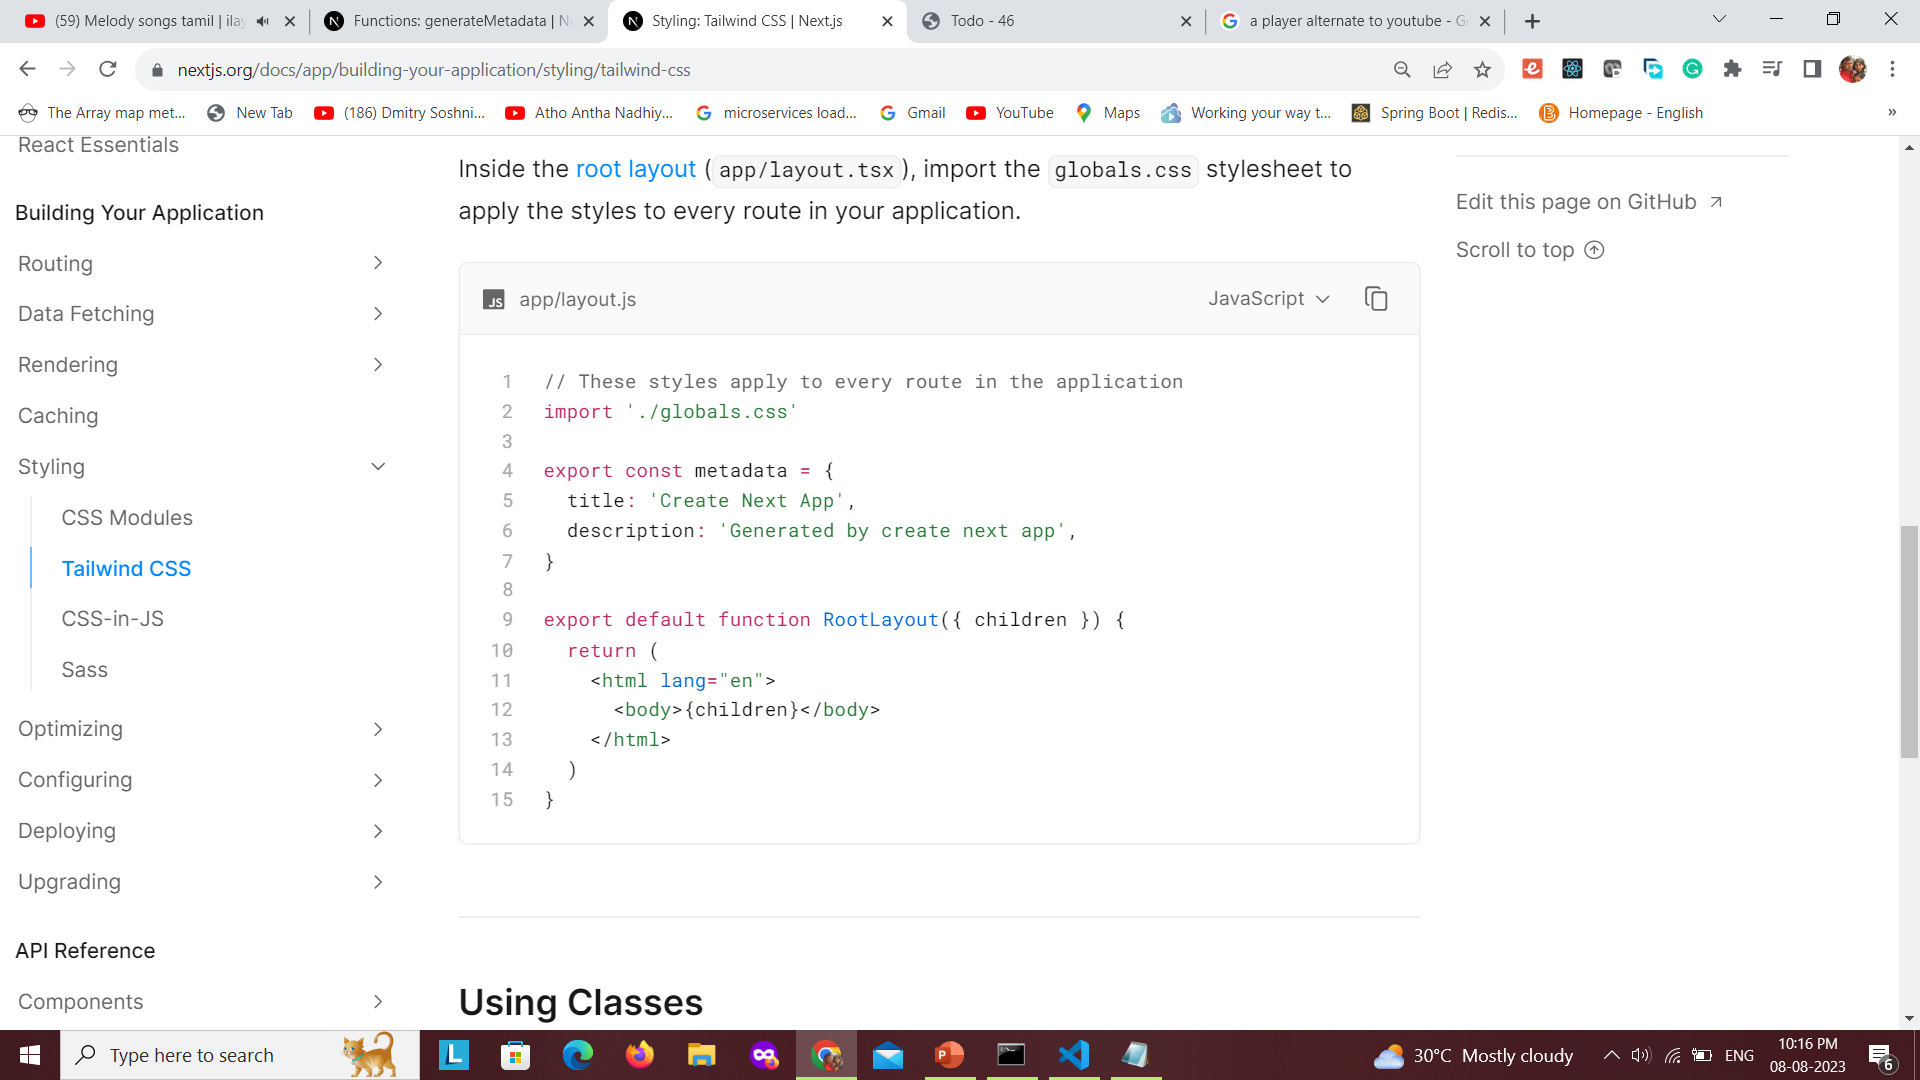 (59) Melody songs tamil | ila
Functions: generateMetadata | N
Styling: Tailwind CSS | Next.js
Todo - 46
a player alternate to youtube - G
nextjs.org/docs/app/building-your-application/styling/tailwind-css
The Array map met...
New Tab
(186) Dmitry Soshni...
Atho Antha Nadhiy...
microservices load...
Gmail
YouTube
Maps
Working your way t...
Spring Boot | Redis...
Homepage - English
»
React Essentials
Building Your Application
Routing
Data Fetching
Rendering
Caching
Styling
CSS Modules
Tailwind CSS
CSS-in-JS
Sass
Optimizing
Configuring
Deploying
Upgrading
API Reference
Components
Inside the root layout (app/layout.tsx), import the globals.css stylesheet to
apply the styles to every route in your application.
JS app/layout.js
JavaScript
1 // These styles apply to every route in the application
2 import './globals.css'
3
4 export const metadata = {
5 title: 'Create Next App',
6 description: 'Generated by create next app',
7 }
8
9 export default function RootLayout({ children }) {
10 return (
11 <html lang="en">
12 <body>{children}</body>
13 </html>
14 )
15 }
Using Classes
Edit this page on GitHub
Scroll to top
Type here to search
30°C Mostly cloudy
ENG
10:16 PM
08-08-2023
6